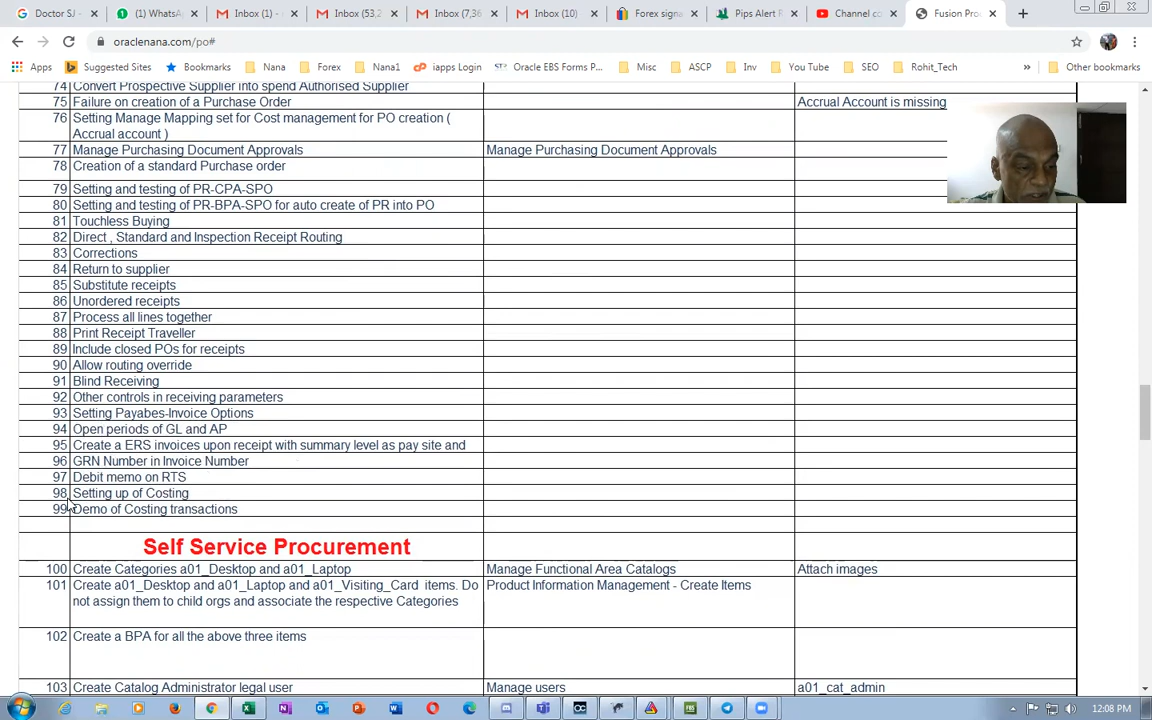 Doctor SJ
(1) WhatsA
Inbox (1) -
Inbox (53,2
Inbox (7,36
Inbox (10)
Forex signa
Pips Alert R
Channel co
Fusion Proc
oraclenana.com/po#
Apps
Suggested Sites
Bookmarks
Nana
Forex
Nana1
iapps Login
Oracle EBS Forms P...
Misc
ASCP
Inv
You Tube
SEO
Rohit_Tech
»
Other bookmarks
74 Convert Prospective Supplier into spend Authorised Supplier
75 Failure on creation of a Purchase Order Accrual Account is missing
76 Setting Manage Mapping set for Cost management for PO creation (
Accrual account )
77 Manage Purchasing Document Approvals Manage Purchasing Document Approvals
78 Creation of a standard Purchase order
79 Setting and testing of PR-CPA-SPO
80 Setting and testing of PR-BPA-SPO for auto create of PR into PO
81 Touchless Buying
82 Direct , Standard and Inspection Receipt Routing
83 Corrections
84 Return to supplier
85 Substitute receipts
86 Unordered receipts
87 Process all lines together
88 Print Receipt Traveller
89 Include closed POs for receipts
90 Allow routing override
91 Blind Receiving
92 Other controls in receiving parameters
93 Setting Payabes-Invoice Options
94 Open periods of GL and AP
95 Create a ERS invoices upon receipt with summary level as pay site and
96 GRN Number in Invoice Number
97 Debit memo on RTS
98 Setting up of Costing
99 Demo of Costing transactions
Self Service Procurement
100 Create Categories a01_Desktop and a01_Laptop Manage Functional Area Catalogs Attach images
101 Create a01_Desktop and a01_Laptop and a01_Visiting_Card items. Do Product Information Management - Create Items
not assign them to child orgs and associate the respective Categories
102 Create a BPA for all the above three items
103 Create Catalog Administrator legal user Manage users a01_cat_admin
12:08 PM